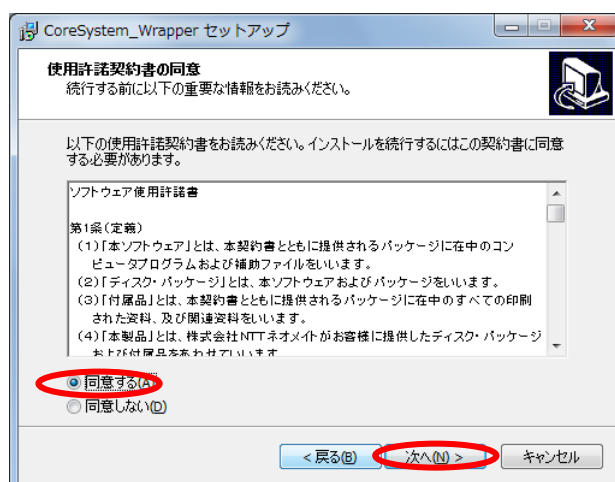 CoreSystem_Wrapper セットアップ
使用許諾契約書の同意
続行する前に以下の重要な情報をお読みください。
以下の使用許諾契約書をお読みください。インストールを続行するにはこの契約書に同意
する必要があります。
ソフトウェア使用許諾書
第1条(定義)
(1)「本ソフトウェア」とは、本契約書とともに提供されるパッケージに在中のコン
ピュータプログラムおよび補助ファイルをいいます。
(2)「ディスク・パッケージ」とは、本ソフトウェアおよびパッケージをいいます。
(3)「付属品」とは、本契約書とともに提供されるパッケージに在中のすべての印刷
された資料、及び関連資料をいいます。
(4)「本製品」とは、株式会社NTTネオメイトがお客様に提供したディスク・パッケージ
および付属品をあわせていいます
同意する(A)
同意しない(D)
< 戻る(B)
次へ(N) >
キャンセル